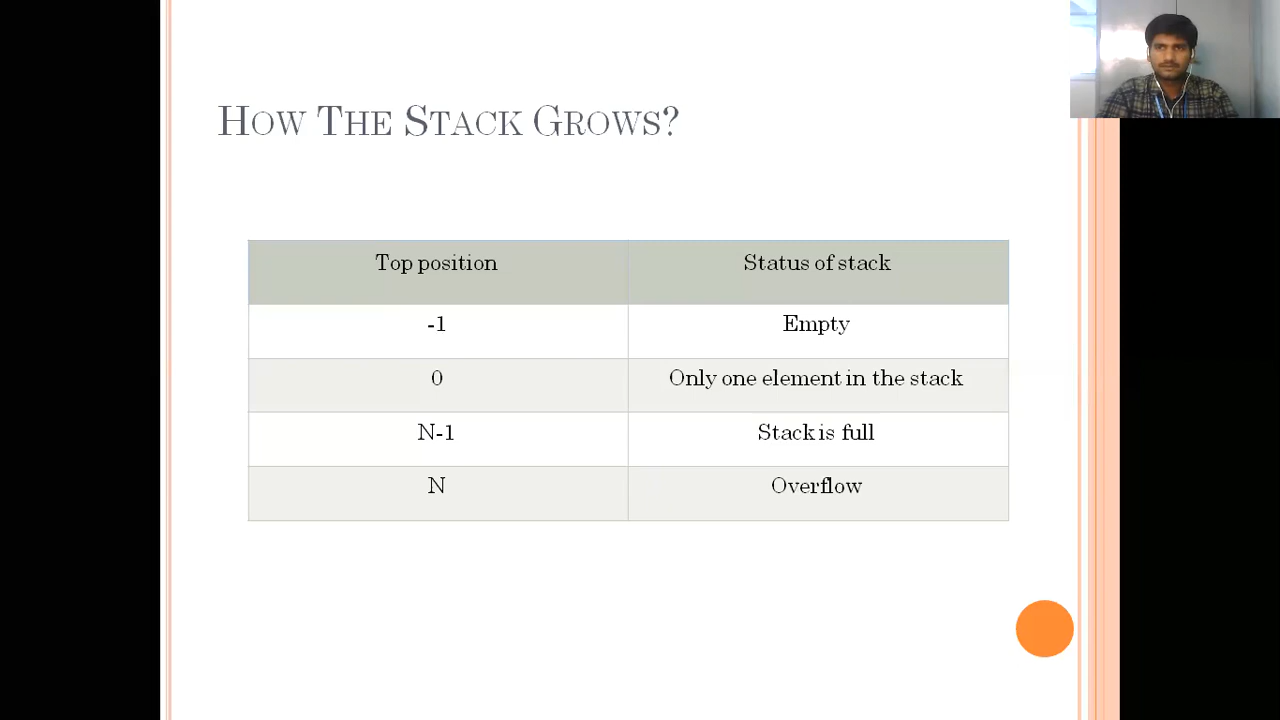 How The Stack Grows?
Top position Status of stack
-1 Empty
0 Only one element in the stack
N-1 Stack is full
N Overflow